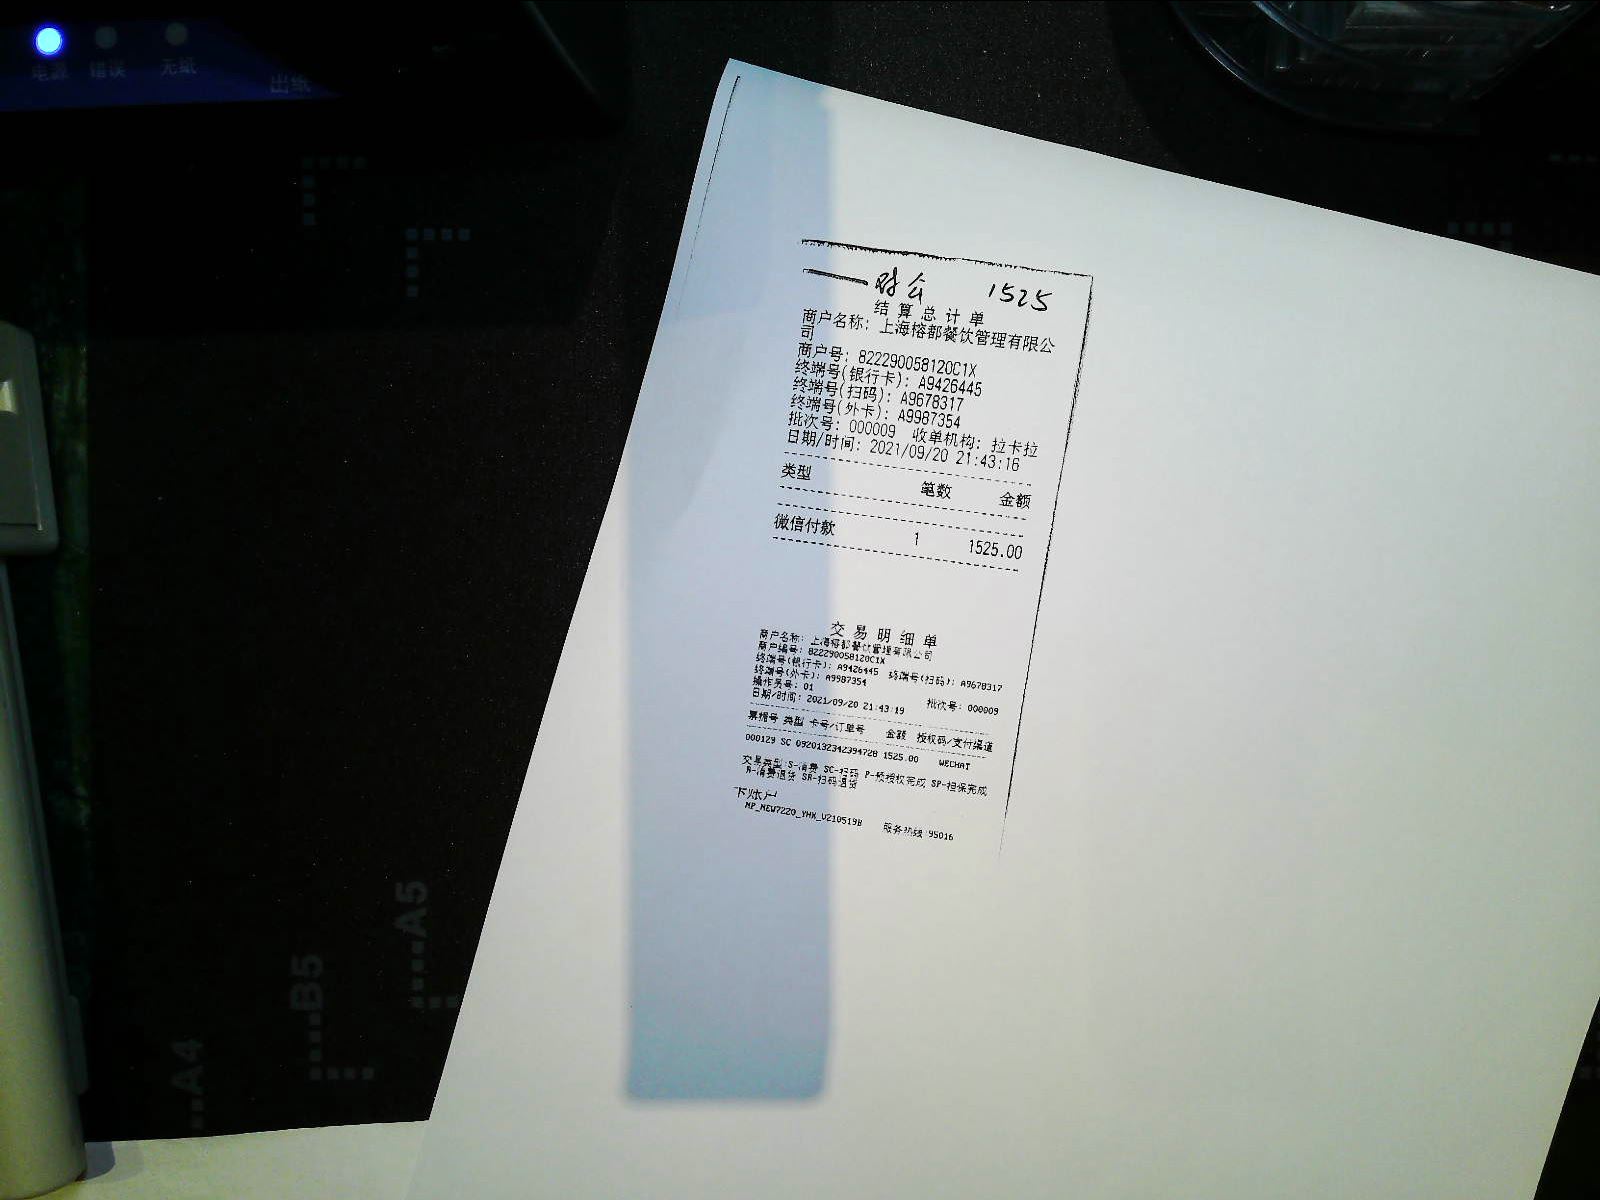 电源 错误 无纸
出纸
对公 1525
结算总计单
商户名称: 上海榕都餐饮管理有限公
司
商户号: 822290058120C1X
终端号(银行卡): A9426445
终端号(扫码): A9678317
终端号(外卡): A9987354
批次号: 000009 收单机构: 拉卡拉
日期/时间: 2021/09/20 21:43:16
类型 笔数 金额
微信付款 1 1525.00
交易明细单
商户名称: 上海榕都餐饮管理有限公司
商户编号: 822290058120C1X
终端号(银行卡): A9426445 终端号(扫码): A9678317
终端号(外卡): A9987354
操作员号: 01 批次号: 000009
日期/时间: 2021/09/20 21:43:19
票据号 类型 卡号/订单号 金额 授权码/支付渠道
000129 SC 0920132342394728 1525.00 WECHAT
交易类型:S-消费 SC-扫码 P-预授权完成 SP-担保完成
R-消费退货 SR-扫码退货
下账户
MP_NEW7220_YHK_V210519B 服务热线:95016
A5
B5
A4